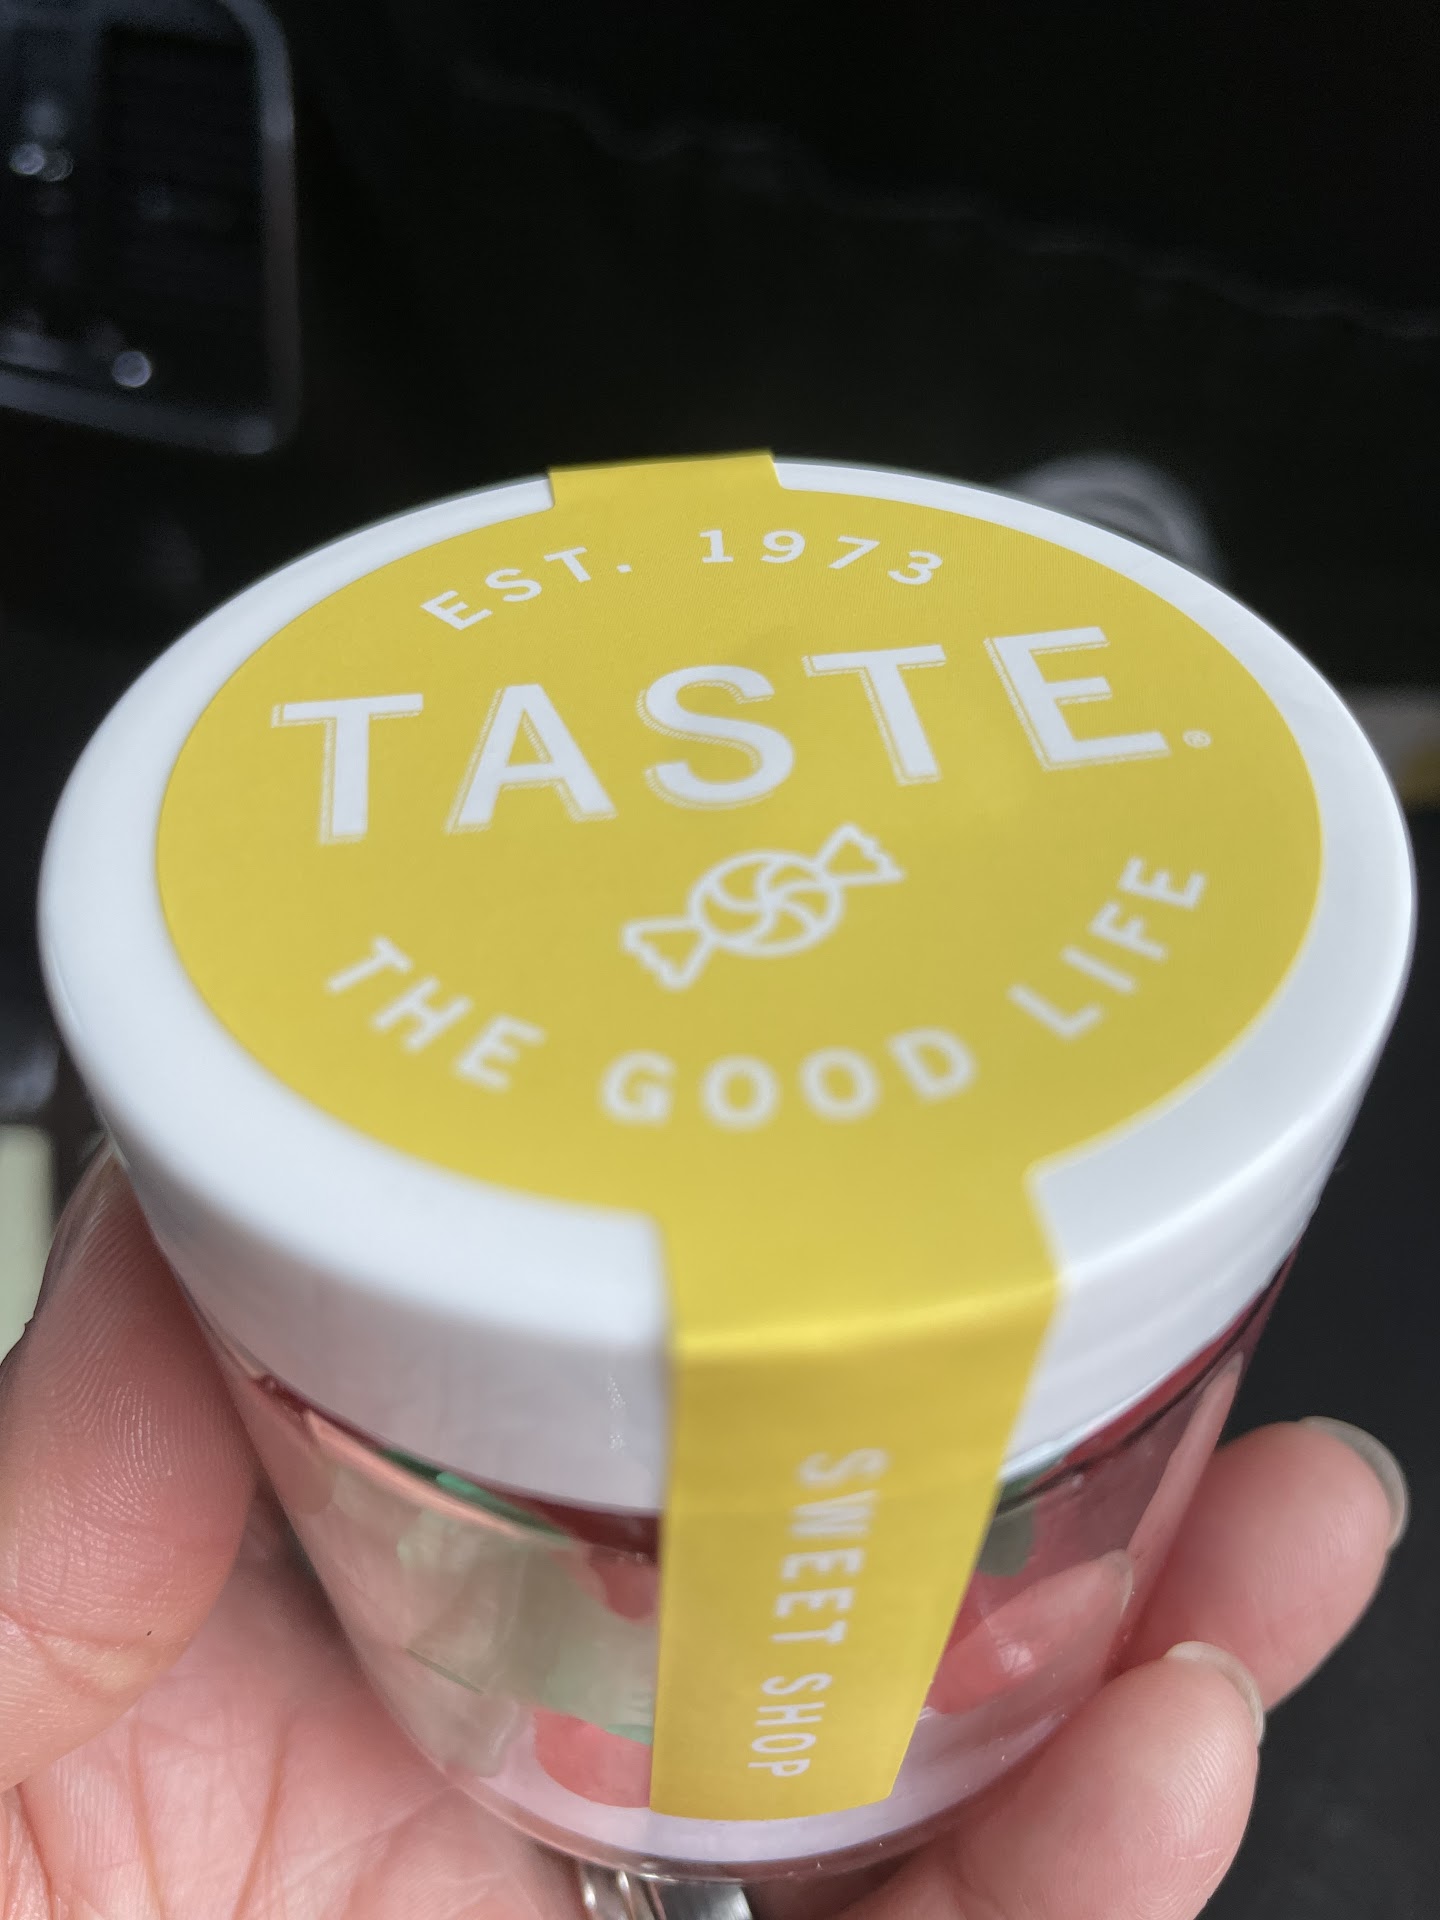 EST. 1973
TASTE.®
THE GOOD LIFE
SWEET SHOP